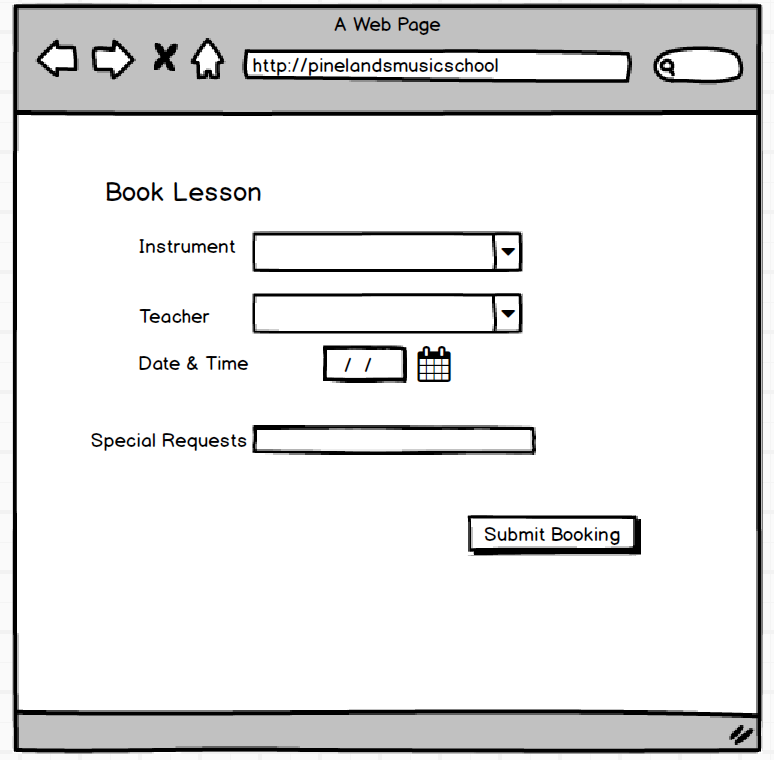 A Web Page
http://pinelandsmusicschool
Book Lesson
Instrument
Teacher
Date & Time / /
Special Requests
Submit Booking